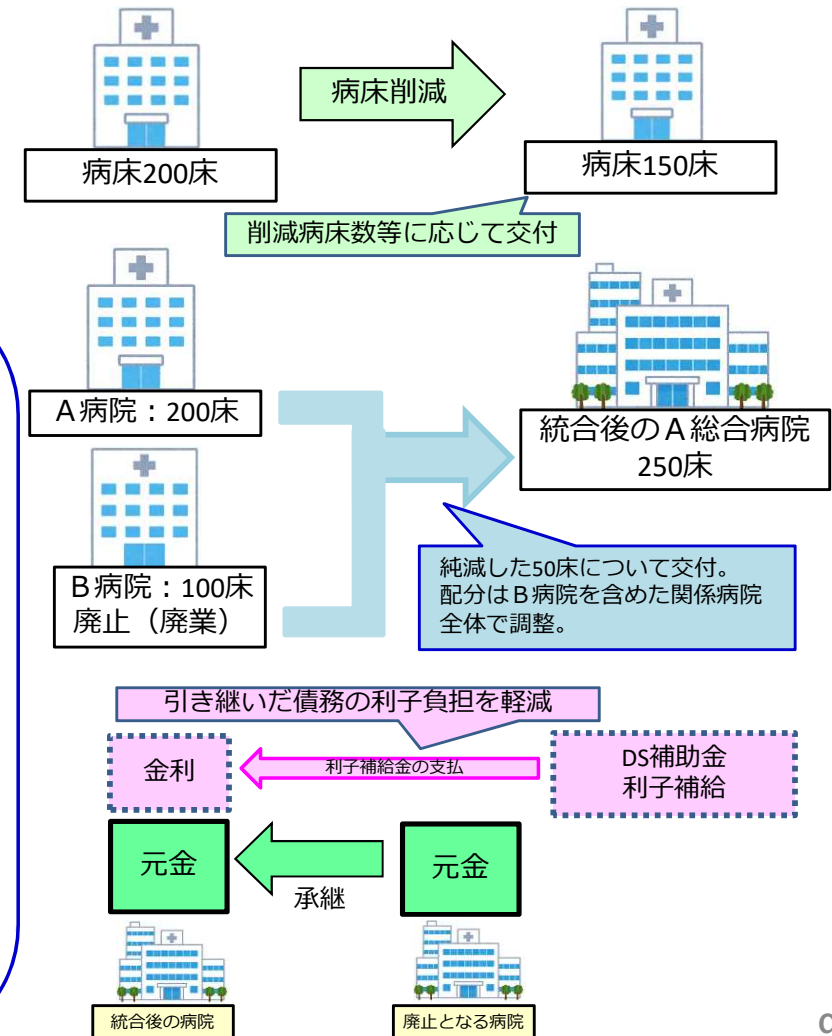 病床削減
病床200床
病床150床
削減病床数等に応じて交付
A病院：200床
B病院：100床
廃止（廃業）
統合後のA総合病院
250床
純減した50床について交付。
配分はB病院を含めた関係病院
全体で調整。
引き継いだ債務の利子負担を軽減
金利
利子補給金の支払
DS補助金
利子補給
元金
承継
元金
統合後の病院
廃止となる病院